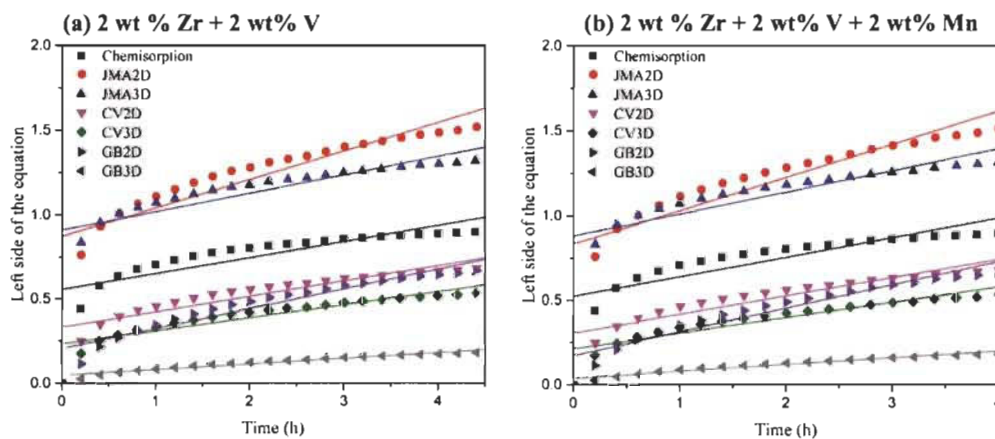 (a) 2 wt % Zr + 2 wt% V
2.0
1.5
1.0
0.5
0.0
Left side of the equation
Chemisorption
JMA2D
JMA3D
CV2D
CV3D
GB2D
GB3D
0
1
2
3
4
Time (h)
(b) 2 wt % Zr + 2 wt% V + 2 wt% Mn
2.0
1.5
1.0
0.5
0.0
Left side of the equation
Chemisorption
JMA2D
JMA3D
CV2D
CV3D
GB2D
GB3D
0
1
2
3
4
Time (h)